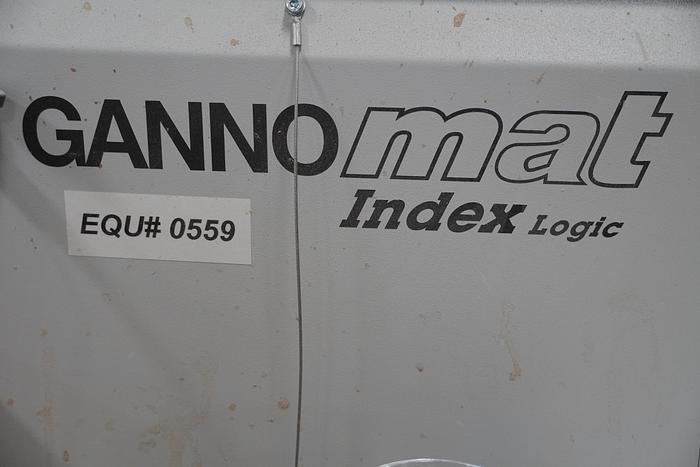 GANNOmat
Index Logic
EQU# 0559